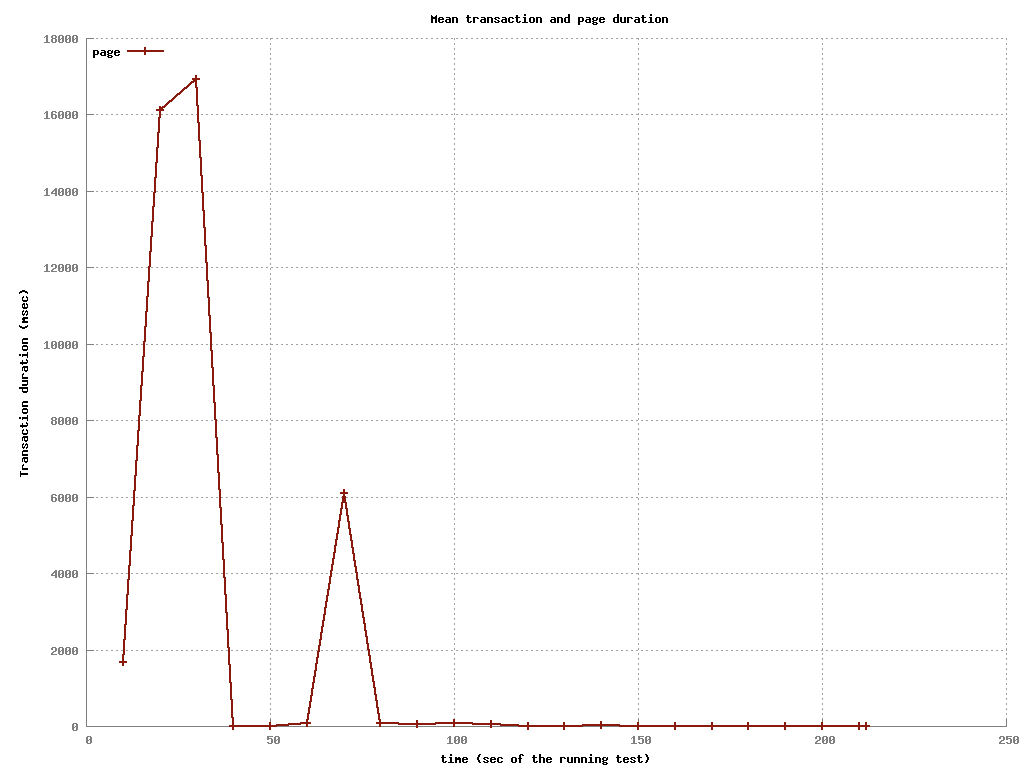 Mean transaction and page duration
18000
page
16000
14000
12000
10000
8000
6000
4000
2000
0
Transaction duration (msec)
0 50 100 150 200 250
time (sec of the running test)